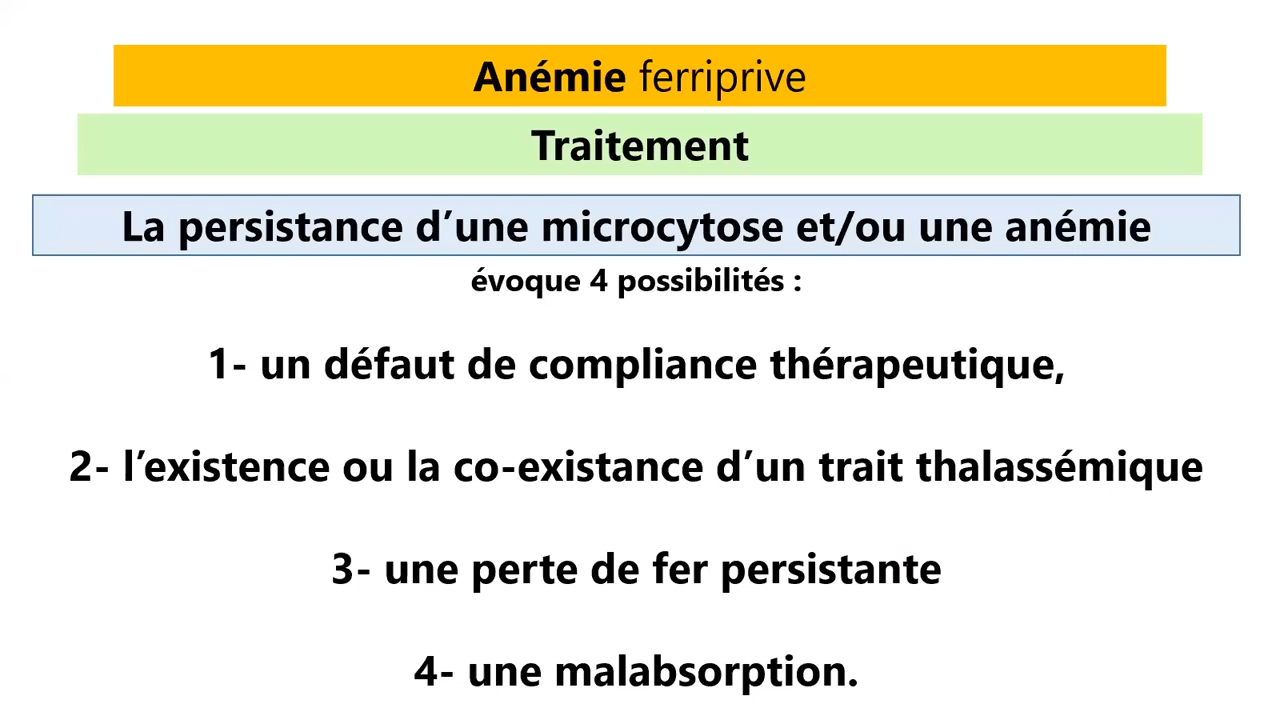 Anémie ferriprive
Traitement
La persistance d’une microcytose et/ou une anémie
évoque 4 possibilités :
1- un défaut de compliance thérapeutique,
2- l’existence ou la co-existance d’un trait thalassémique
3- une perte de fer persistante
4- une malabsorption.